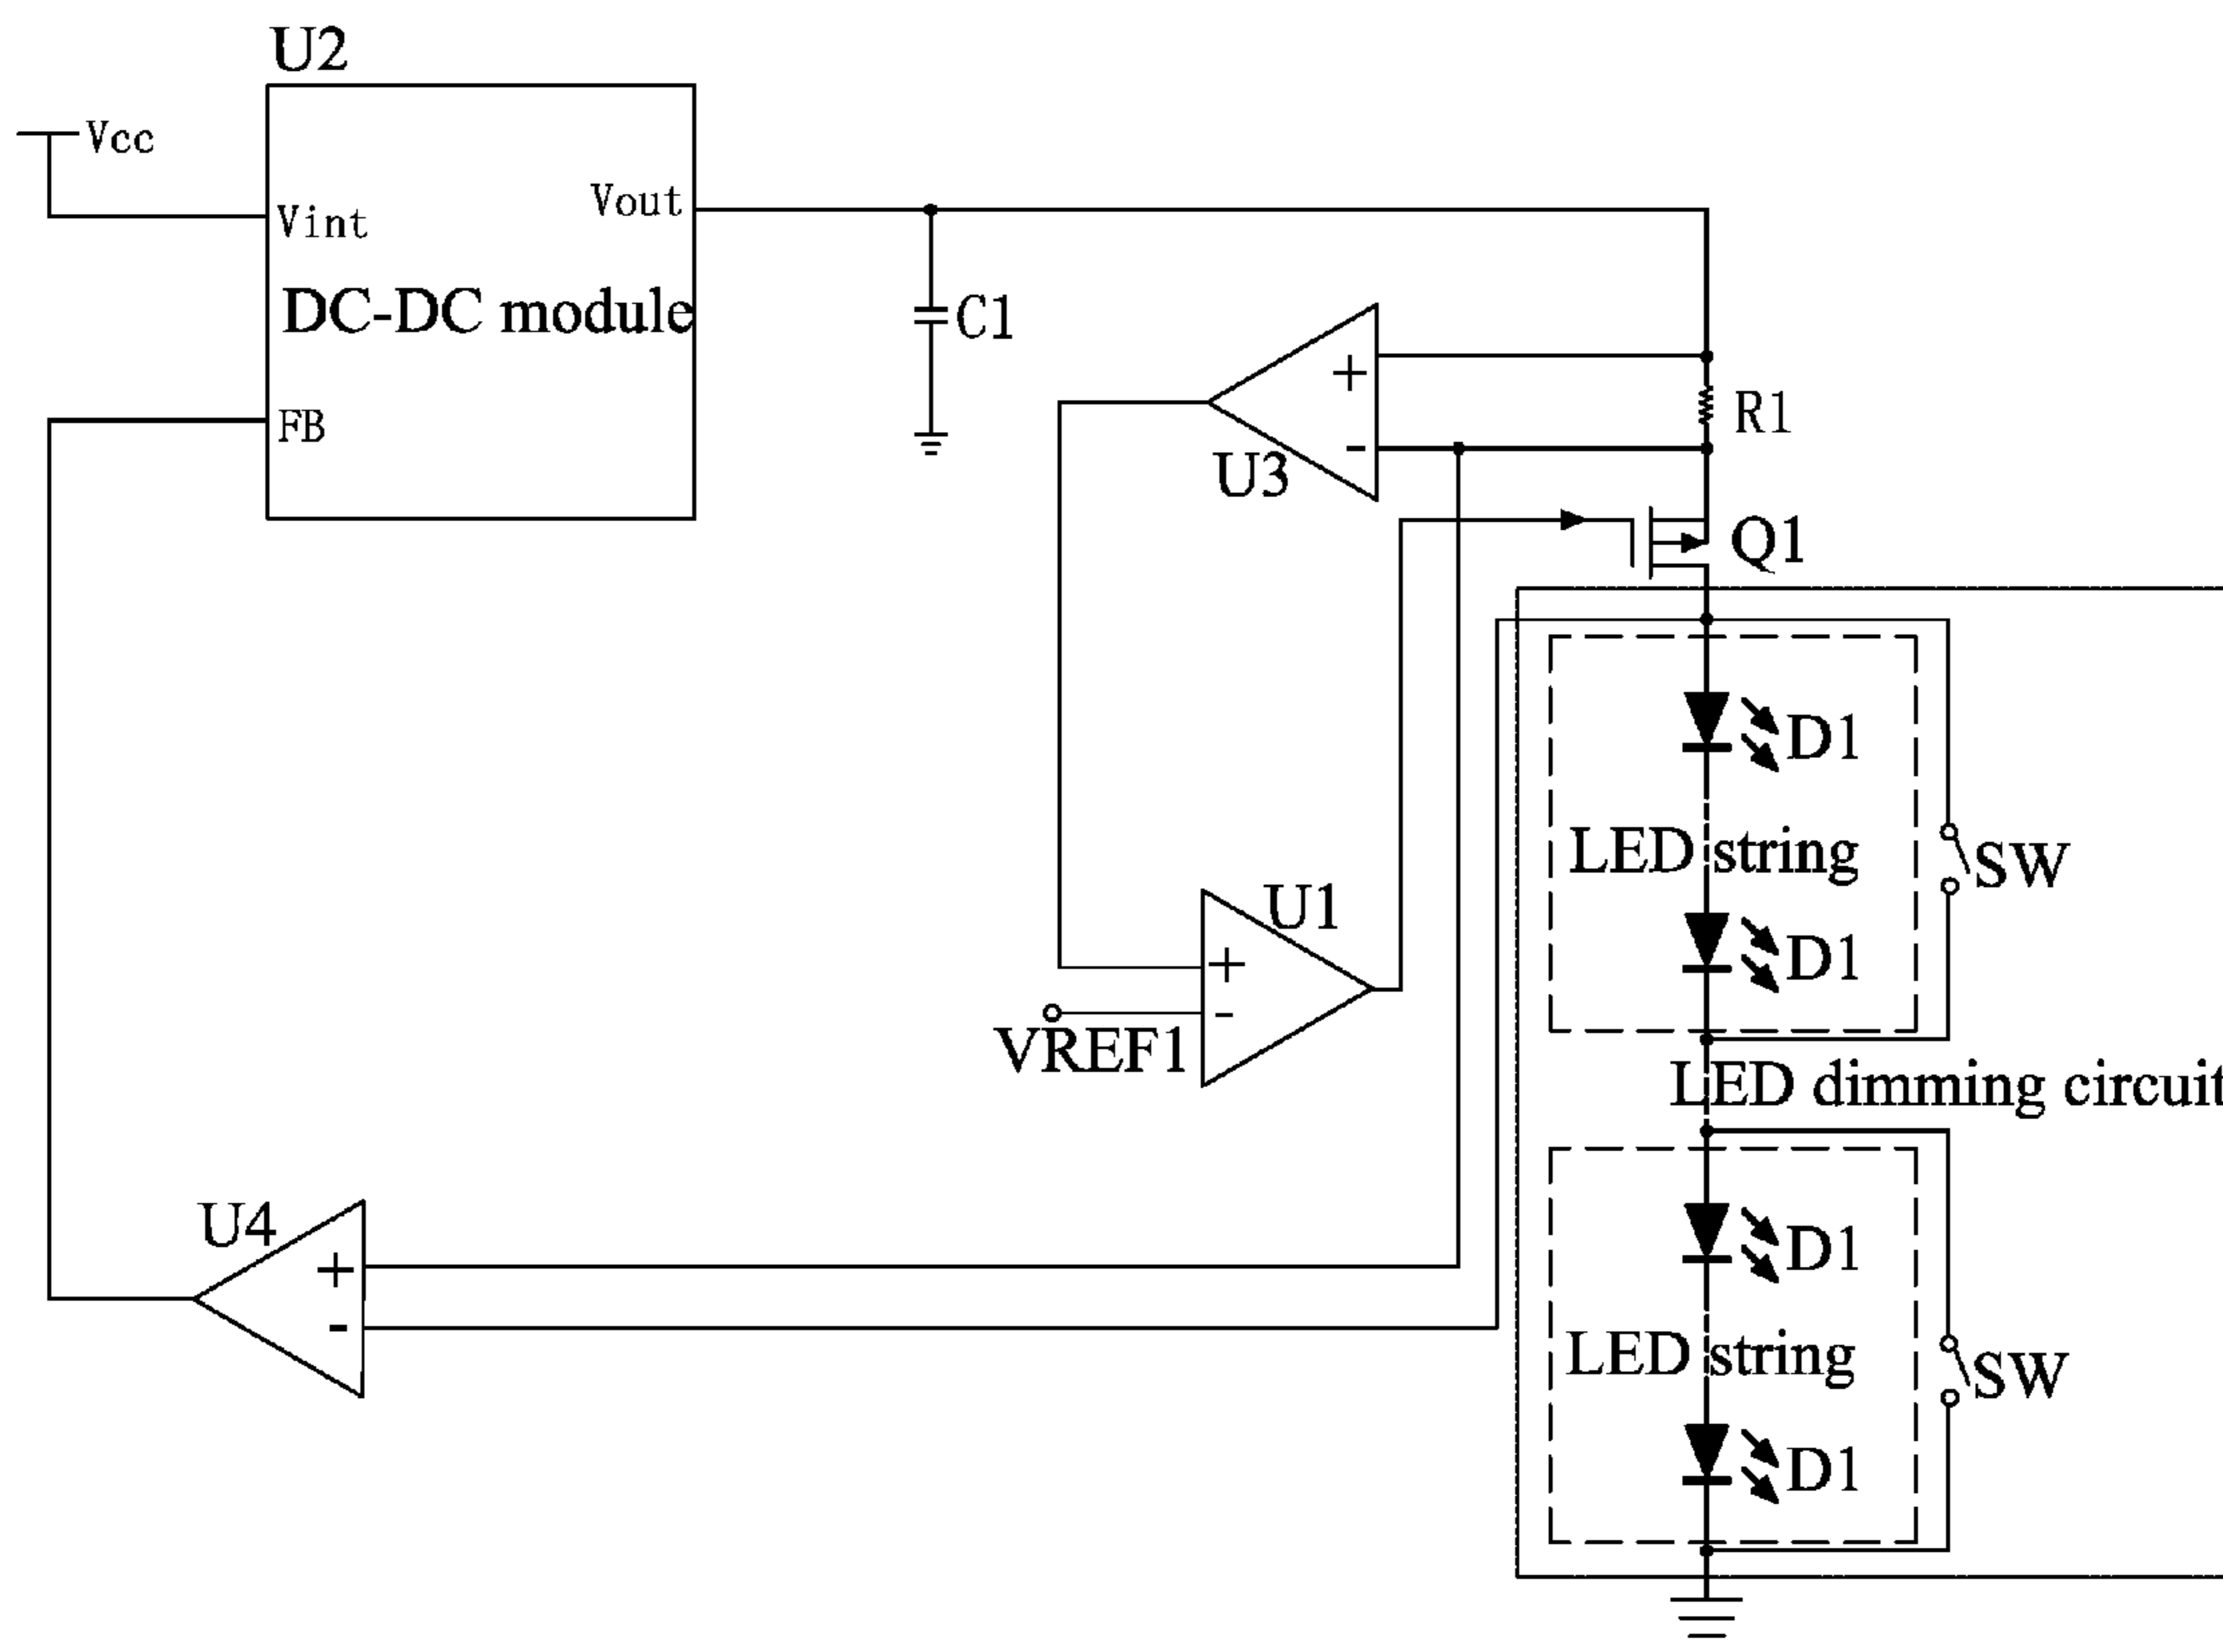 U2
Vcc
Vint
Vout
DC-DC module
FB
C1
+
R1
-
U3
Q1
D1
LED string
SW
U1
D1
+
-
VREF1
LED dimming circuit
U4
+
D1
-
LED string
SW
D1